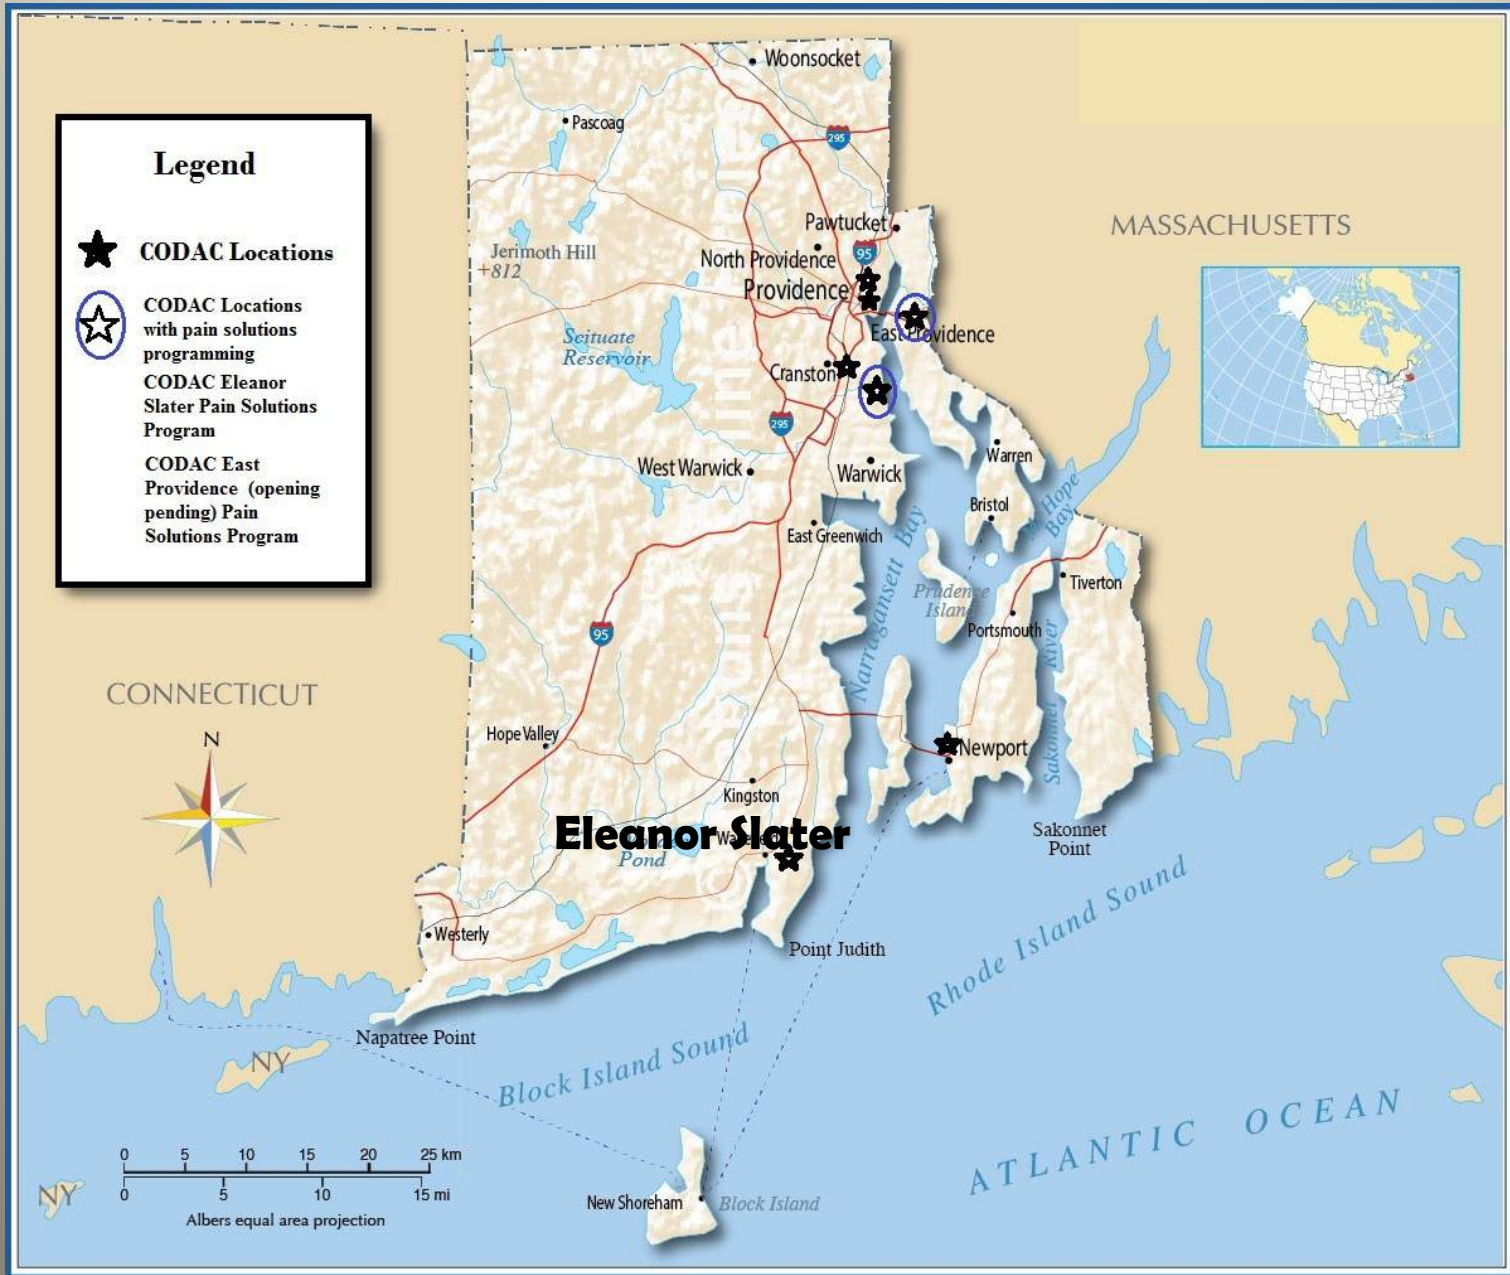 Legend
CODAC Locations
CODAC Locations
with pain solutions
programming
CODAC Eleanor
Slater Pain Solutions
Program
CODAC East
Providence (opening
pending) Pain
Solutions Program
Woonsocket
Pascoag
295
Pawtucket
MASSACHUSETTS
North Providence
95
Jerimoth Hill
+812
Providence
Scituate
Reservoir
East Providence
Cranston
295
West Warwick
Warwick
Warren
Bristol
Mt. Hope
Bay
East Greenwich
Narragansett Bay
Prudence
Island
Tiverton
Portsmouth
95
Sakonnet River
CONNECTICUT
N
Hope Valley
Newport
Kingston
Eleanor Slater
Pond
Sakonnet
Point
Westerly
Point Judith
Rhode Island Sound
Napatree Point
NY
Block Island Sound
ATLANTIC OCEAN
0 5 10 15 20 25 km
0 5 10 15 mi
Albers equal area projection
NY
New Shoreham
Block Island